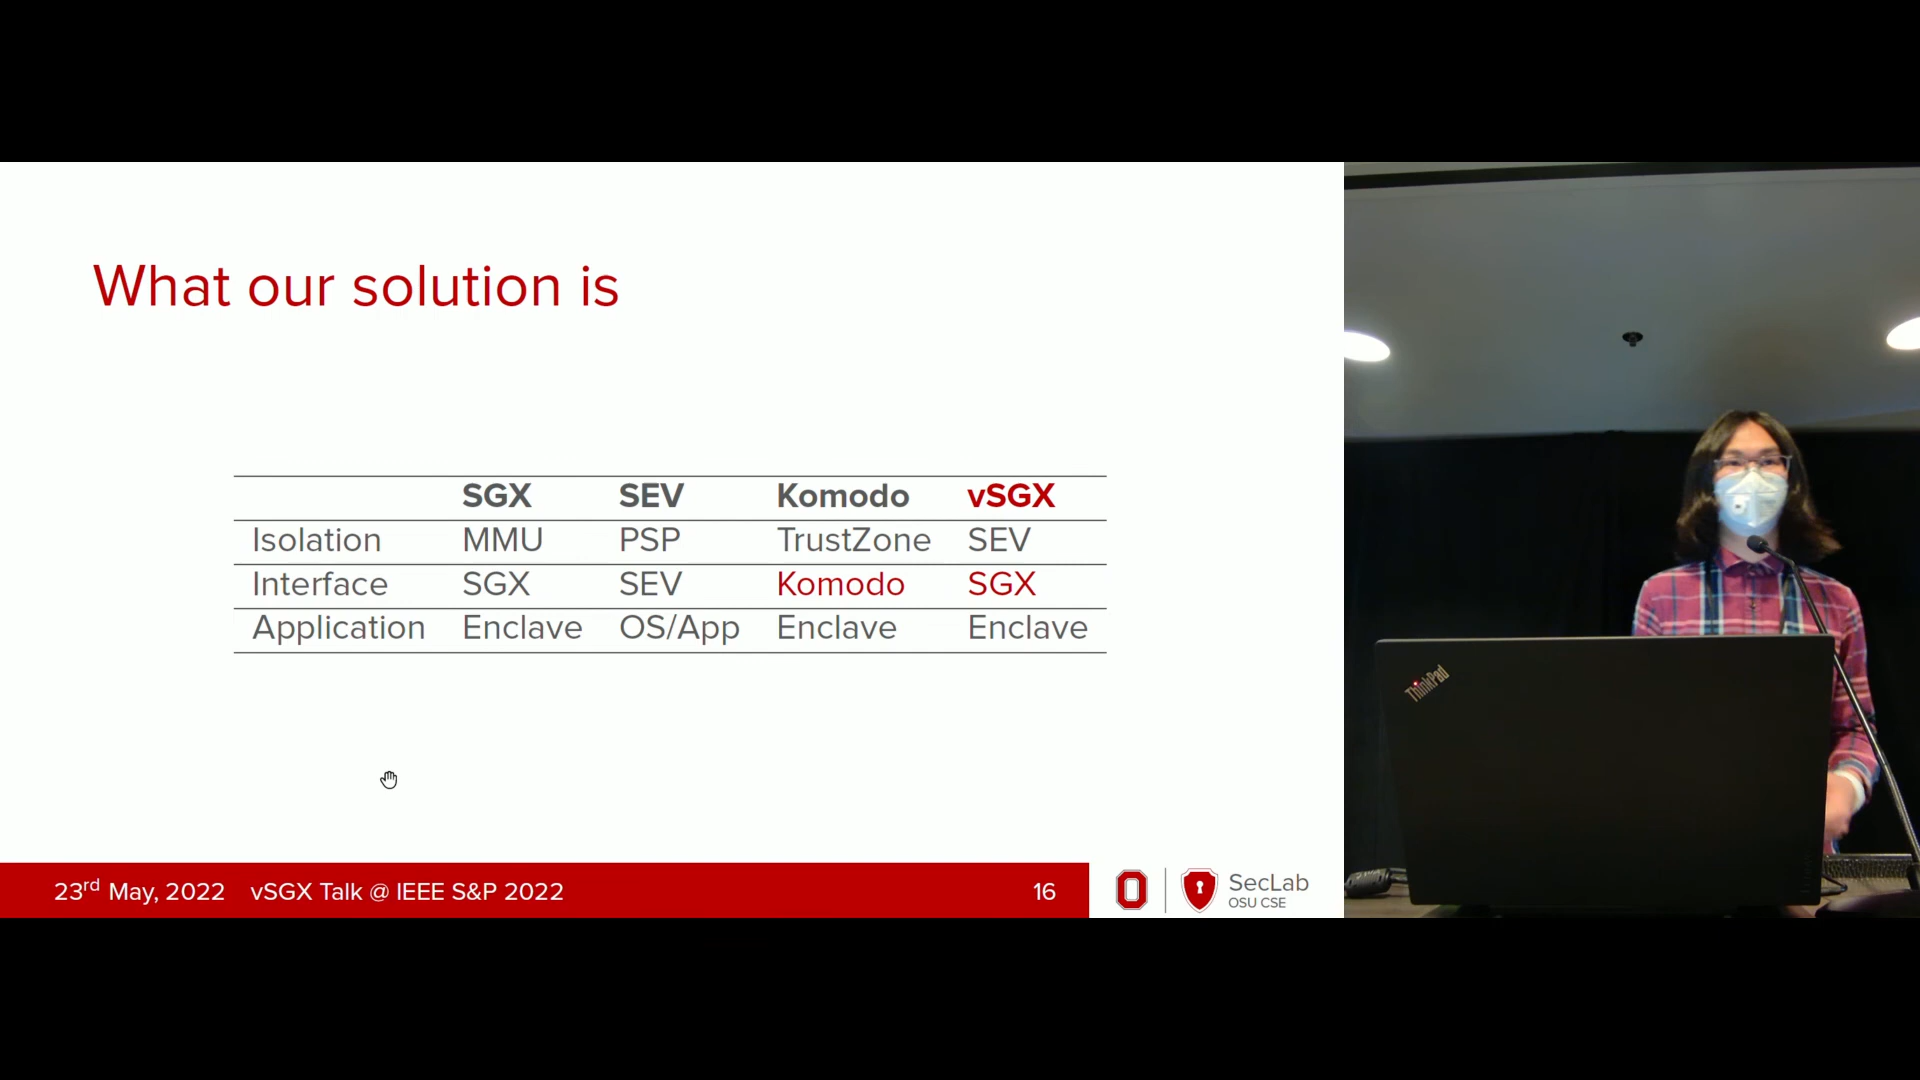 What our solution is
SGX SEV Komodo vSGX
Isolation MMU PSP TrustZone SEV
Interface SGX SEV Komodo SGX
Application Enclave OS/App Enclave Enclave
23rd May, 2022 vSGX Talk @ IEEE S&P 2022 16
SecLab
OSU CSE
ThinkPad